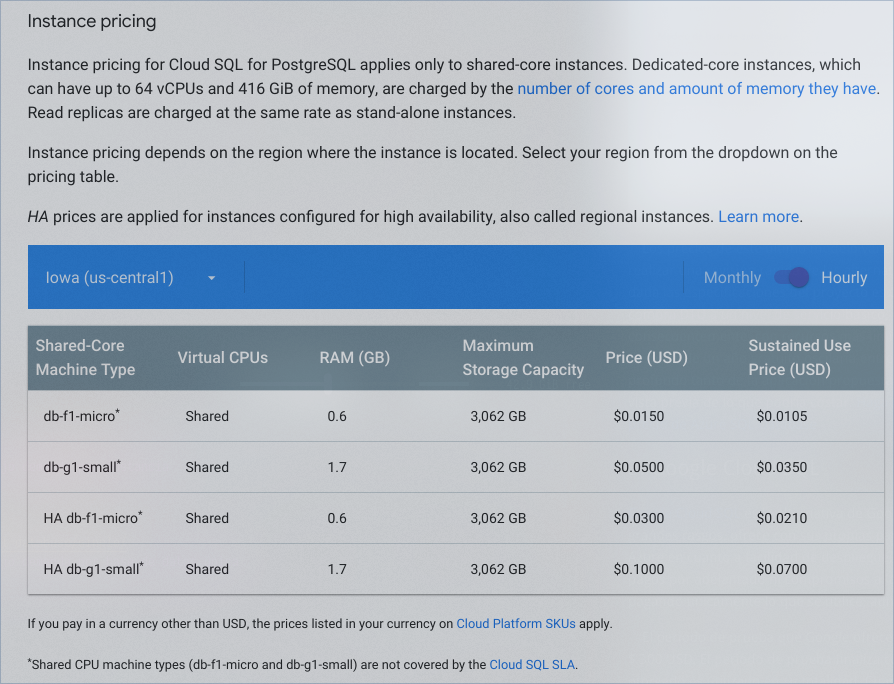 Instance pricing
Instance pricing for Cloud SQL for PostgreSQL applies only to shared-core instances. Dedicated-core instances, which
can have up to 64 vCPUs and 416 GiB of memory, are charged by the number of cores and amount of memory they have.
Read replicas are charged at the same rate as stand-alone instances.
Instance pricing depends on the region where the instance is located. Select your region from the dropdown on the
pricing table.
HA prices are applied for instances configured for high availability, also called regional instances. Learn more.
Iowa (us-central1) Monthly Hourly
Shared-Core Machine Type Virtual CPUs RAM (GB) Maximum Storage Capacity Price (USD) Sustained Use Price (USD)
db-f1-micro* Shared 0.6 3,062 GB $0.0150 $0.0105
db-g1-small* Shared 1.7 3,062 GB $0.0500 $0.0350
HA db-f1-micro* Shared 0.6 3,062 GB $0.0300 $0.0210
HA db-g1-small* Shared 1.7 3,062 GB $0.1000 $0.0700
If you pay in a currency other than USD, the prices listed in your currency on Cloud Platform SKUs apply.
*Shared CPU machine types (db-f1-micro and db-g1-small) are not covered by the Cloud SQL SLA.